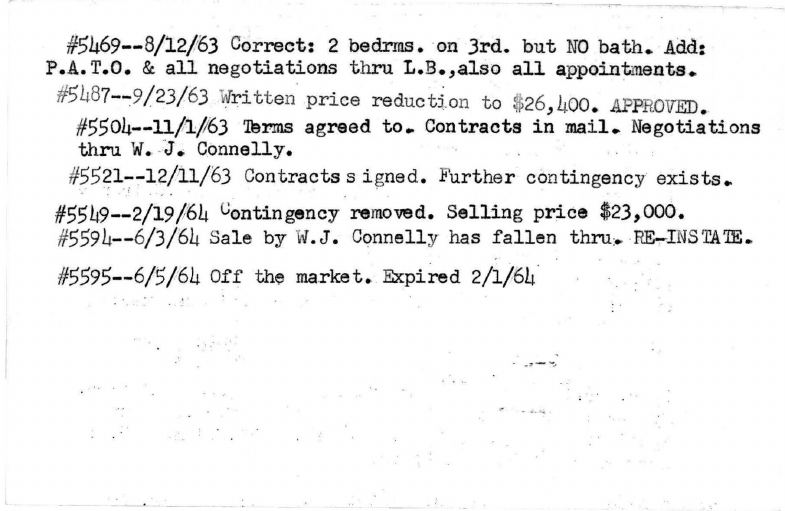 #5469--8/12/63 Correct: 2 bedrms. on 3rd. but NO bath. Add:
P.A.T.O. & all negotiations thru L.B.,also all appointments.
#5487--9/23/63 Written price reduction to $26,400. APPROVED.
#5504--11/1/63 Terms agreed to. Contracts in mail. Negotiations
thru W. J. Connelly.
#5521--12/11/63 Contracts s igned. Further contingency exists.
#5549--2/19/64 Contingency removed. Selling price $23,000.
#5594--6/3/64 Sale by W.J. Connelly has fallen thru. RE-INSTATE.
#5595--6/5/64 Off the market. Expired 2/1/64